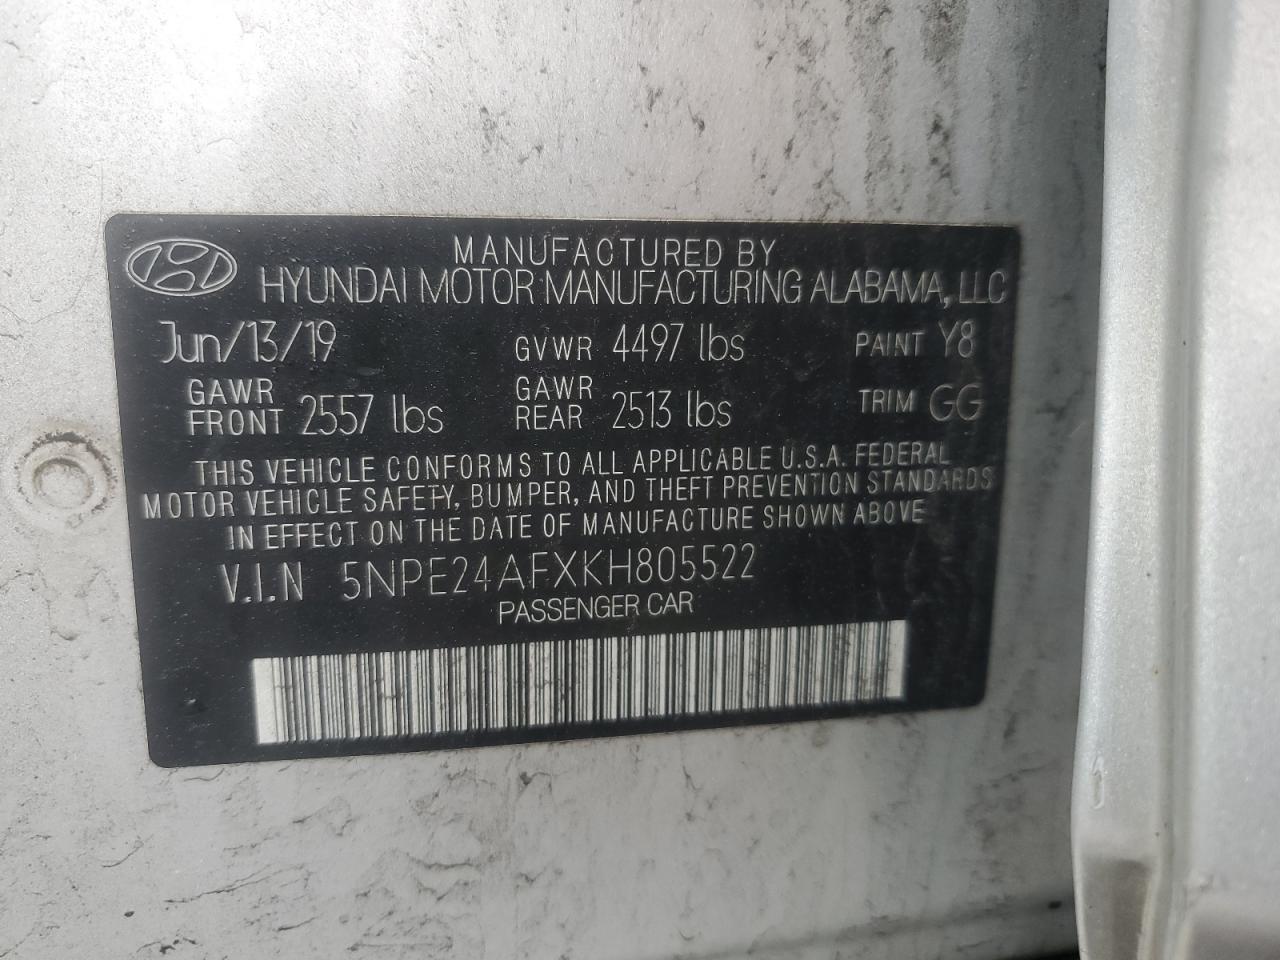 MANUFACTURED BY
HYUNDAI MOTOR MANUFACTURING ALABAMA, LLC
Jun/13/19 GVWR 4497 lbs PAINT Y8
GAWR FRONT 2557 lbs GAWR REAR 2513 lbs TRIM GG
THIS VEHICLE CONFORMS TO ALL APPLICABLE U.S.A. FEDERAL
MOTOR VEHICLE SAFETY, BUMPER, AND THEFT PREVENTION STANDARDS
IN EFFECT ON THE DATE OF MANUFACTURE SHOWN ABOVE
V.I.N 5NPE24AFXKH805522
PASSENGER CAR